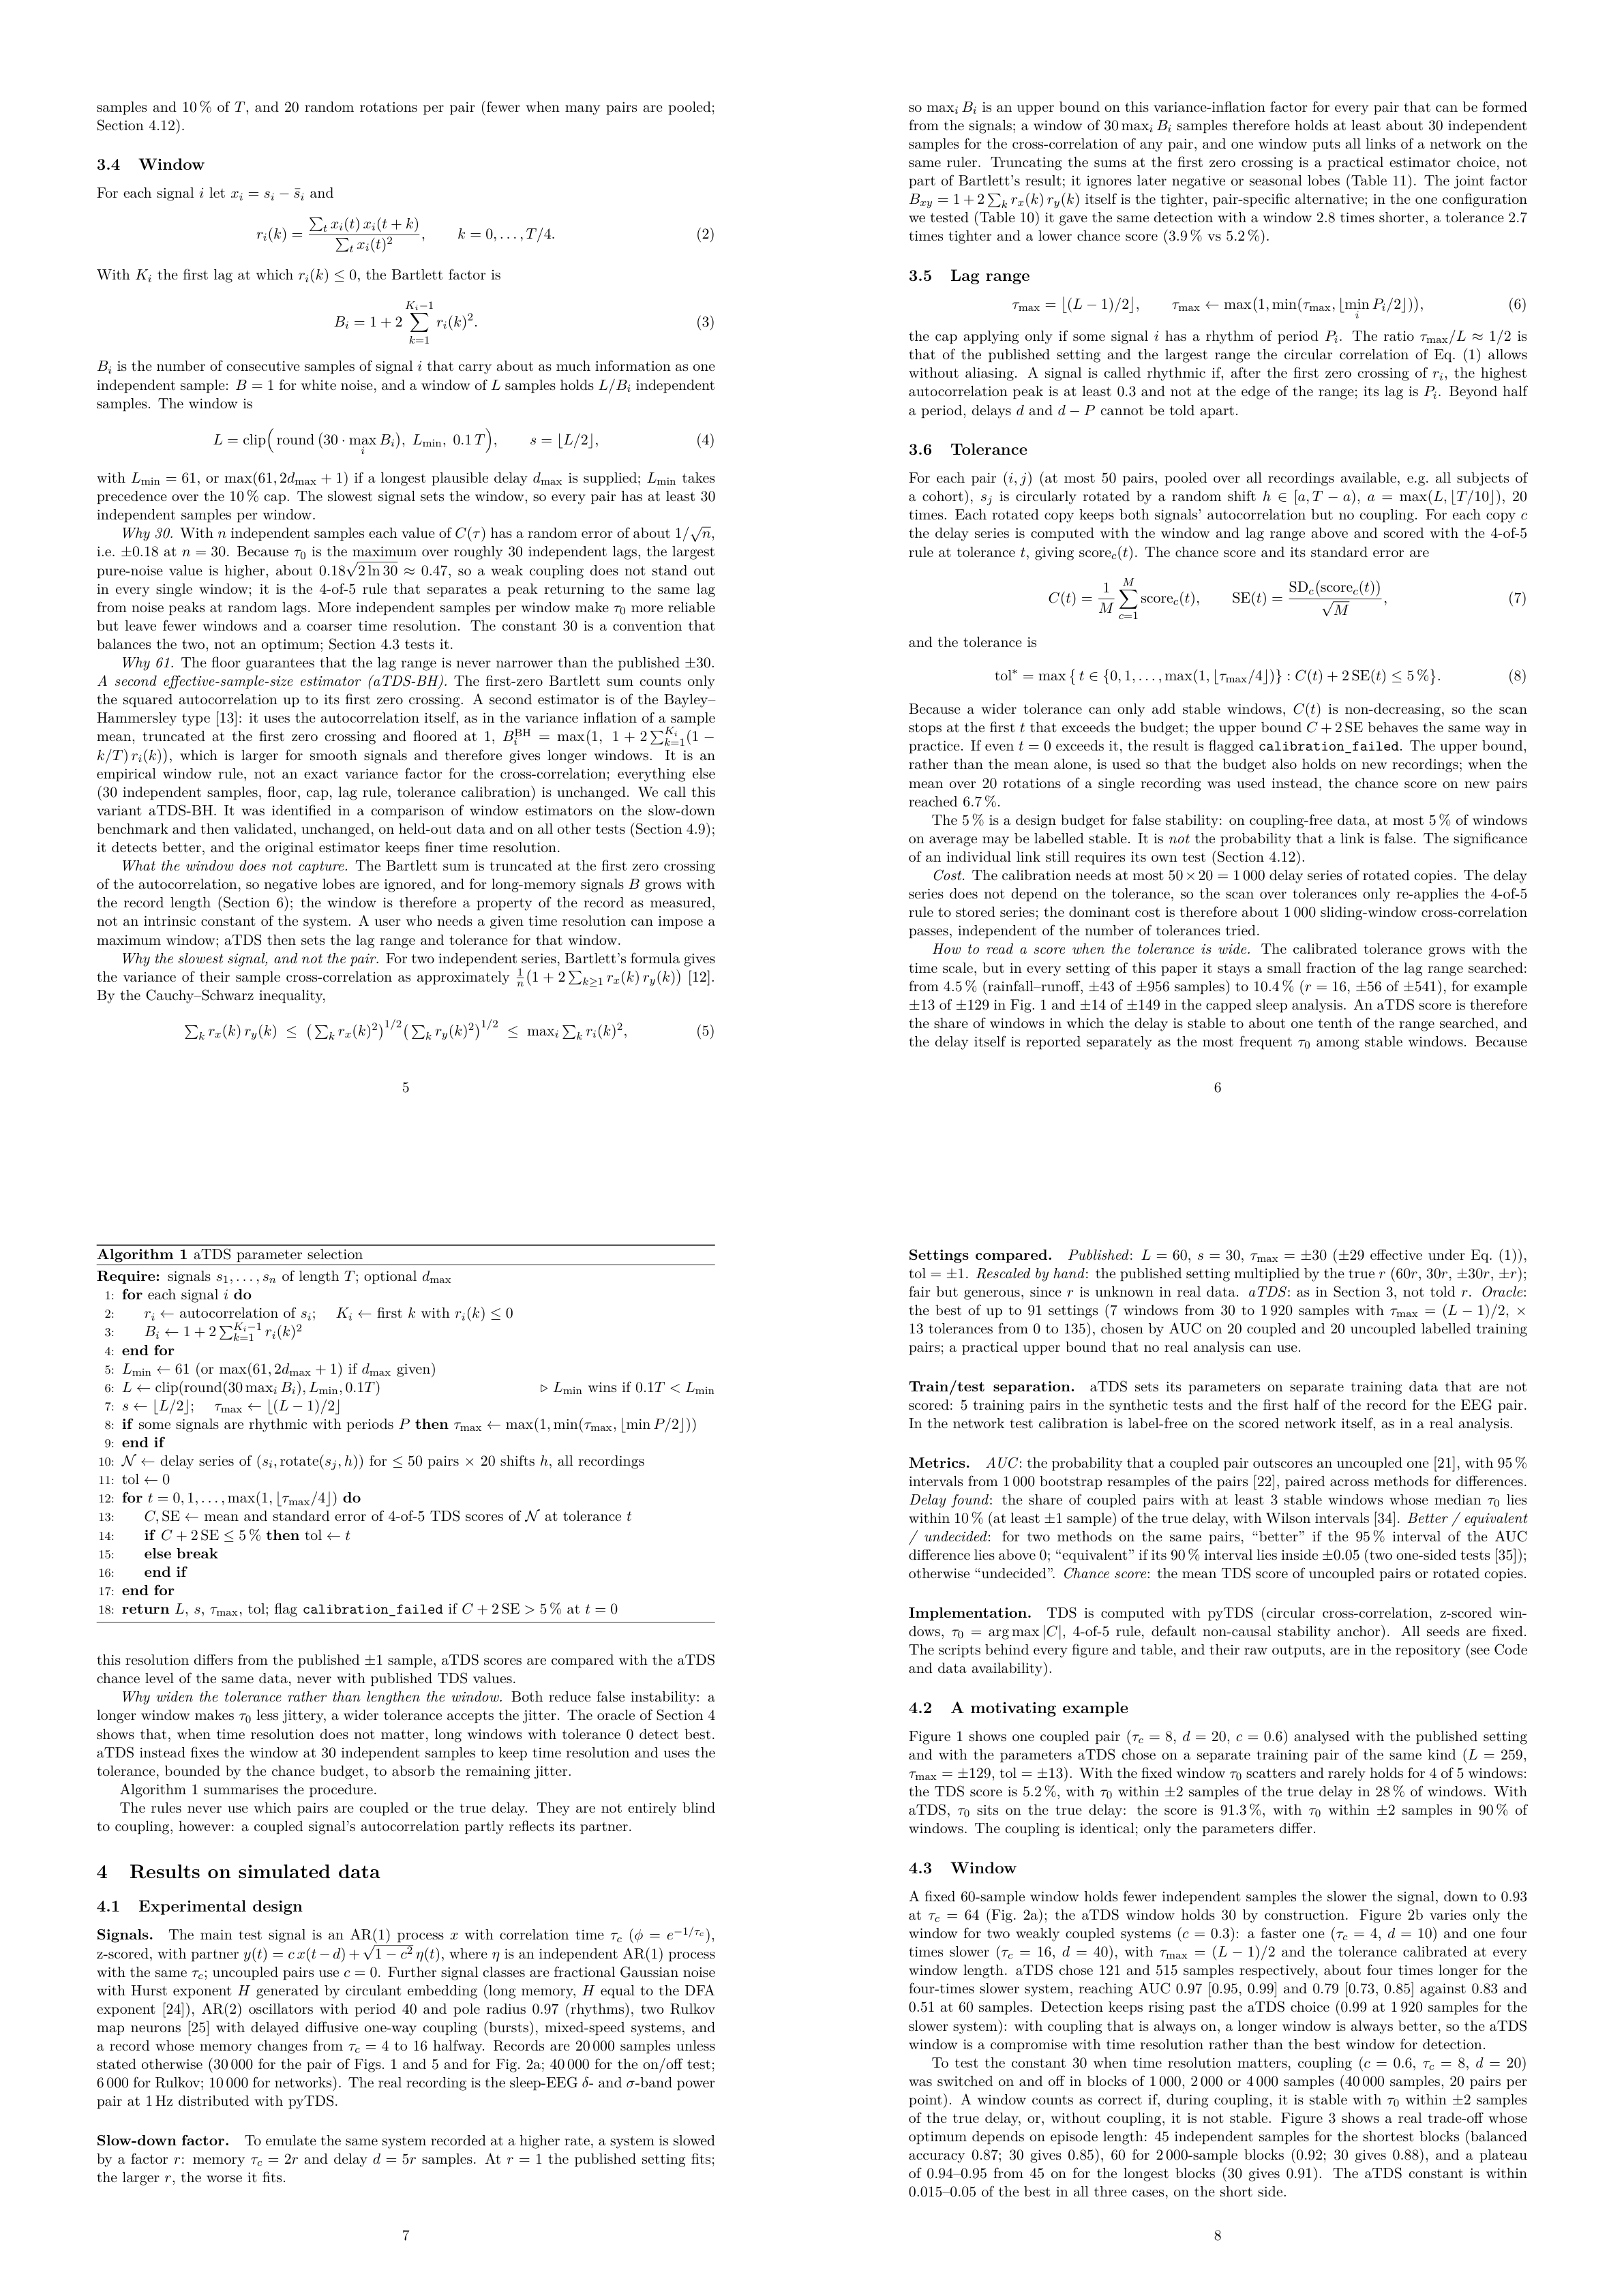 samples and 10 % of T, and 20 random rotations per pair (fewer when many pairs are pooled;
Section 4.12).
3.4 Window
For each signal i let x_i = s_i − s̄_i and
r_i(k) = ∑_t x_i(t) x_i(t + k) / ∑_t x_i(t)², k = 0, . . . , T/4. (2)
With K_i the first lag at which r_i(k) ≤ 0, the Bartlett factor is
B_i = 1 + 2 ∑_{k=1}^{K_i−1} r_i(k)². (3)
B_i is the number of consecutive samples of signal i that carry about as much information as one
independent sample: B = 1 for white noise, and a window of L samples holds L/B_i independent
samples. The window is
L = clip(round (30 · max_i B_i), L_min, 0.1 T), s = ⌊L/2⌋, (4)
with L_min = 61, or max(61, 2d_max + 1) if a longest plausible delay d_max is supplied; L_min takes
precedence over the 10 % cap. The slowest signal sets the window, so every pair has at least 30
independent samples per window.
Why 30. With n independent samples each value of C(τ) has a random error of about 1/√n,
i.e. ±0.18 at n = 30. Because τ_0 is the maximum over roughly 30 independent lags, the largest
pure-noise value is higher, about 0.18√(2 ln 30) ≈ 0.47, so a weak coupling does not stand out
in every single window; it is the 4-of-5 rule that separates a peak returning to the same lag
from noise peaks at random lags. More independent samples per window make τ_0 more reliable
but leave fewer windows and a coarser time resolution. The constant 30 is a convention that
balances the two, not an optimum; Section 4.3 tests it.
Why 61. The floor guarantees that the lag range is never narrower than the published ±30.
A second effective-sample-size estimator (aTDS-BH). The first-zero Bartlett sum counts only
the squared autocorrelation up to its first zero crossing. A second estimator is of the Bayley–
Hammersley type [13]: it uses the autocorrelation itself, as in the variance inflation of a sample
mean, truncated at the first zero crossing and floored at 1, B_i^BH = max(1, 1 + 2 ∑_{k=1}^{K_i}(1 −
k/T) r_i(k)), which is larger for smooth signals and therefore gives longer windows. It is an
empirical window rule, not an exact variance factor for the cross-correlation; everything else
(30 independent samples, floor, cap, lag rule, tolerance calibration) is unchanged. We call this
variant aTDS-BH. It was identified in a comparison of window estimators on the slow-down
benchmark and then validated, unchanged, on held-out data and on all other tests (Section 4.9);
it detects better, and the original estimator keeps finer time resolution.
What the window does not capture. The Bartlett sum is truncated at the first zero crossing
of the autocorrelation, so negative lobes are ignored, and for long-memory signals B grows with
the record length (Section 6); the window is therefore a property of the record as measured,
not an intrinsic constant of the system. A user who needs a given time resolution can impose a
maximum window; aTDS then sets the lag range and tolerance for that window.
Why the slowest signal, and not the pair. For two independent series, Bartlett's formula gives
the variance of their sample cross-correlation as approximately 1/n (1 + 2 ∑_{k≥1} r_x(k) r_y(k)) [12].
By the Cauchy–Schwarz inequality,
∑_k r_x(k) r_y(k) ≤ (∑_k r_x(k)²)^{1/2} (∑_k r_y(k)²)^{1/2} ≤ max_i ∑_k r_i(k)², (5)
5
so max_i B_i is an upper bound on this variance-inflation factor for every pair that can be formed
from the signals; a window of 30 max_i B_i samples therefore holds at least about 30 independent
samples for the cross-correlation of any pair, and one window puts all links of a network on the
same ruler. Truncating the sums at the first zero crossing is a practical estimator choice, not
part of Bartlett's result; it ignores later negative or seasonal lobes (Table 11). The joint factor
B_xy = 1 + 2 ∑_k r_x(k) r_y(k) itself is the tighter, pair-specific alternative; in the one configuration
we tested (Table 10) it gave the same detection with a window 2.8 times shorter, a tolerance 2.7
times tighter and a lower chance score (3.9 % vs 5.2 %).
3.5 Lag range
τ_max = ⌊(L − 1)/2⌋, τ_max ← max(1, min(τ_max, ⌊min_i P_i/2⌋)), (6)
the cap applying only if some signal i has a rhythm of period P_i. The ratio τ_max/L ≈ 1/2 is
that of the published setting and the largest range the circular correlation of Eq. (1) allows
without aliasing. A signal is called rhythmic if, after the first zero crossing of r_i, the highest
autocorrelation peak is at least 0.3 and not at the edge of the range; its lag is P_i. Beyond half
a period, delays d and d − P cannot be told apart.
3.6 Tolerance
For each pair (i, j) (at most 50 pairs, pooled over all recordings available, e.g. all subjects of
a cohort), s_j is circularly rotated by a random shift h ∈ [a, T − a), a = max(L, ⌊T/10⌋), 20
times. Each rotated copy keeps both signals' autocorrelation but no coupling. For each copy c
the delay series is computed with the window and lag range above and scored with the 4-of-5
rule at tolerance t, giving score_c(t). The chance score and its standard error are
C(t) = 1/M ∑_{c=1}^{M} score_c(t), SE(t) = SD_c(score_c(t)) / √M, (7)
and the tolerance is
tol* = max { t ∈ {0, 1, . . . , max(1, ⌊τ_max/4⌋)} : C(t) + 2 SE(t) ≤ 5 %}. (8)
Because a wider tolerance can only add stable windows, C(t) is non-decreasing, so the scan
stops at the first t that exceeds the budget; the upper bound C + 2 SE behaves the same way in
practice. If even t = 0 exceeds it, the result is flagged calibration_failed. The upper bound,
rather than the mean alone, is used so that the budget also holds on new recordings; when the
mean over 20 rotations of a single recording was used instead, the chance score on new pairs
reached 6.7 %.
The 5 % is a design budget for false stability: on coupling-free data, at most 5 % of windows
on average may be labelled stable. It is not the probability that a link is false. The significance
of an individual link still requires its own test (Section 4.12).
Cost. The calibration needs at most 50 × 20 = 1 000 delay series of rotated copies. The delay
series does not depend on the tolerance, so the scan over tolerances only re-applies the 4-of-5
rule to stored series; the dominant cost is therefore about 1 000 sliding-window cross-correlation
passes, independent of the number of tolerances tried.
How to read a score when the tolerance is wide. The calibrated tolerance grows with the
time scale, but in every setting of this paper it stays a small fraction of the lag range searched:
from 4.5 % (rainfall–runoff, ±43 of ±956 samples) to 10.4 % (r = 16, ±56 of ±541), for example
±13 of ±129 in Fig. 1 and ±14 of ±149 in the capped sleep analysis. An aTDS score is therefore
the share of windows in which the delay is stable to about one tenth of the range searched, and
the delay itself is reported separately as the most frequent τ_0 among stable windows. Because
6
Algorithm 1 aTDS parameter selection
Require: signals s_1, . . . , s_n of length T; optional d_max
1: for each signal i do
2: r_i ← autocorrelation of s_i; K_i ← first k with r_i(k) ≤ 0
3: B_i ← 1 + 2 ∑_{k=1}^{K_i−1} r_i(k)²
4: end for
5: L_min ← 61 (or max(61, 2d_max + 1) if d_max given)
6: L ← clip(round(30 max_i B_i), L_min, 0.1T) ▷ L_min wins if 0.1T < L_min
7: s ← ⌊L/2⌋; τ_max ← ⌊(L − 1)/2⌋
8: if some signals are rhythmic with periods P then τ_max ← max(1, min(τ_max, ⌊min P/2⌋))
9: end if
10: 𝒩 ← delay series of (s_i, rotate(s_j, h)) for ≤ 50 pairs × 20 shifts h, all recordings
11: tol ← 0
12: for t = 0, 1, . . . , max(1, ⌊τ_max/4⌋) do
13: C, SE ← mean and standard error of 4-of-5 TDS scores of 𝒩 at tolerance t
14: if C + 2 SE ≤ 5 % then tol ← t
15: else break
16: end if
17: end for
18: return L, s, τ_max, tol; flag calibration_failed if C + 2 SE > 5 % at t = 0
this resolution differs from the published ±1 sample, aTDS scores are compared with the aTDS
chance level of the same data, never with published TDS values.
Why widen the tolerance rather than lengthen the window. Both reduce false instability: a
longer window makes τ_0 less jittery, a wider tolerance accepts the jitter. The oracle of Section 4
shows that, when time resolution does not matter, long windows with tolerance 0 detect best.
aTDS instead fixes the window at 30 independent samples to keep time resolution and uses the
tolerance, bounded by the chance budget, to absorb the remaining jitter.
Algorithm 1 summarises the procedure.
The rules never use which pairs are coupled or the true delay. They are not entirely blind
to coupling, however: a coupled signal's autocorrelation partly reflects its partner.
4 Results on simulated data
4.1 Experimental design
Signals. The main test signal is an AR(1) process x with correlation time τ_c (ϕ = e^{−1/τ_c}),
z-scored, with partner y(t) = c x(t − d) + √(1 − c²) η(t), where η is an independent AR(1) process
with the same τ_c; uncoupled pairs use c = 0. Further signal classes are fractional Gaussian noise
with Hurst exponent H generated by circulant embedding (long memory, H equal to the DFA
exponent [24]), AR(2) oscillators with period 40 and pole radius 0.97 (rhythms), two Rulkov
map neurons [25] with delayed diffusive one-way coupling (bursts), mixed-speed systems, and
a record whose memory changes from τ_c = 4 to 16 halfway. Records are 20 000 samples unless
stated otherwise (30 000 for the pair of Figs. 1 and 5 and for Fig. 2a; 40 000 for the on/off test;
6 000 for Rulkov; 10 000 for networks). The real recording is the sleep-EEG δ- and σ-band power
pair at 1 Hz distributed with pyTDS.
Slow-down factor. To emulate the same system recorded at a higher rate, a system is slowed
by a factor r: memory τ_c = 2r and delay d = 5r samples. At r = 1 the published setting fits;
the larger r, the worse it fits.
7
Settings compared. Published: L = 60, s = 30, τ_max = ±30 (±29 effective under Eq. (1)),
tol = ±1. Rescaled by hand: the published setting multiplied by the true r (60r, 30r, ±30r, ±r);
fair but generous, since r is unknown in real data. aTDS: as in Section 3, not told r. Oracle:
the best of up to 91 settings (7 windows from 30 to 1 920 samples with τ_max = (L − 1)/2, ×
13 tolerances from 0 to 135), chosen by AUC on 20 coupled and 20 uncoupled labelled training
pairs; a practical upper bound that no real analysis can use.
Train/test separation. aTDS sets its parameters on separate training data that are not
scored: 5 training pairs in the synthetic tests and the first half of the record for the EEG pair.
In the network test calibration is label-free on the scored network itself, as in a real analysis.
Metrics. AUC: the probability that a coupled pair outscores an uncoupled one [21], with 95 %
intervals from 1 000 bootstrap resamples of the pairs [22], paired across methods for differences.
Delay found: the share of coupled pairs with at least 3 stable windows whose median τ_0 lies
within 10 % (at least ±1 sample) of the true delay, with Wilson intervals [34]. Better / equivalent
/ undecided: for two methods on the same pairs, “better” if the 95 % interval of the AUC
difference lies above 0; “equivalent” if its 90 % interval lies inside ±0.05 (two one-sided tests [35]);
otherwise “undecided”. Chance score: the mean TDS score of uncoupled pairs or rotated copies.
Implementation. TDS is computed with pyTDS (circular cross-correlation, z-scored win-
dows, τ_0 = arg max |C|, 4-of-5 rule, default non-causal stability anchor). All seeds are fixed.
The scripts behind every figure and table, and their raw outputs, are in the repository (see Code
and data availability).
4.2 A motivating example
Figure 1 shows one coupled pair (τ_c = 8, d = 20, c = 0.6) analysed with the published setting
and with the parameters aTDS chose on a separate training pair of the same kind (L = 259,
τ_max = ±129, tol = ±13). With the fixed window τ_0 scatters and rarely holds for 4 of 5 windows:
the TDS score is 5.2 %, with τ_0 within ±2 samples of the true delay in 28 % of windows. With
aTDS, τ_0 sits on the true delay: the score is 91.3 %, with τ_0 within ±2 samples in 90 % of
windows. The coupling is identical; only the parameters differ.
4.3 Window
A fixed 60-sample window holds fewer independent samples the slower the signal, down to 0.93
at τ_c = 64 (Fig. 2a); the aTDS window holds 30 by construction. Figure 2b varies only the
window for two weakly coupled systems (c = 0.3): a faster one (τ_c = 4, d = 10) and one four
times slower (τ_c = 16, d = 40), with τ_max = (L − 1)/2 and the tolerance calibrated at every
window length. aTDS chose 121 and 515 samples respectively, about four times longer for the
four-times slower system, reaching AUC 0.97 [0.95, 0.99] and 0.79 [0.73, 0.85] against 0.83 and
0.51 at 60 samples. Detection keeps rising past the aTDS choice (0.99 at 1 920 samples for the
slower system): with coupling that is always on, a longer window is always better, so the aTDS
window is a compromise with time resolution rather than the best window for detection.
To test the constant 30 when time resolution matters, coupling (c = 0.6, τ_c = 8, d = 20)
was switched on and off in blocks of 1 000, 2 000 or 4 000 samples (40 000 samples, 20 pairs per
point). A window counts as correct if, during coupling, it is stable with τ_0 within ±2 samples
of the true delay, or, without coupling, it is not stable. Figure 3 shows a real trade-off whose
optimum depends on episode length: 45 independent samples for the shortest blocks (balanced
accuracy 0.87; 30 gives 0.85), 60 for 2 000-sample blocks (0.92; 30 gives 0.88), and a plateau
of 0.94–0.95 from 45 on for the longest blocks (30 gives 0.91). The aTDS constant is within
0.015–0.05 of the best in all three cases, on the short side.
8